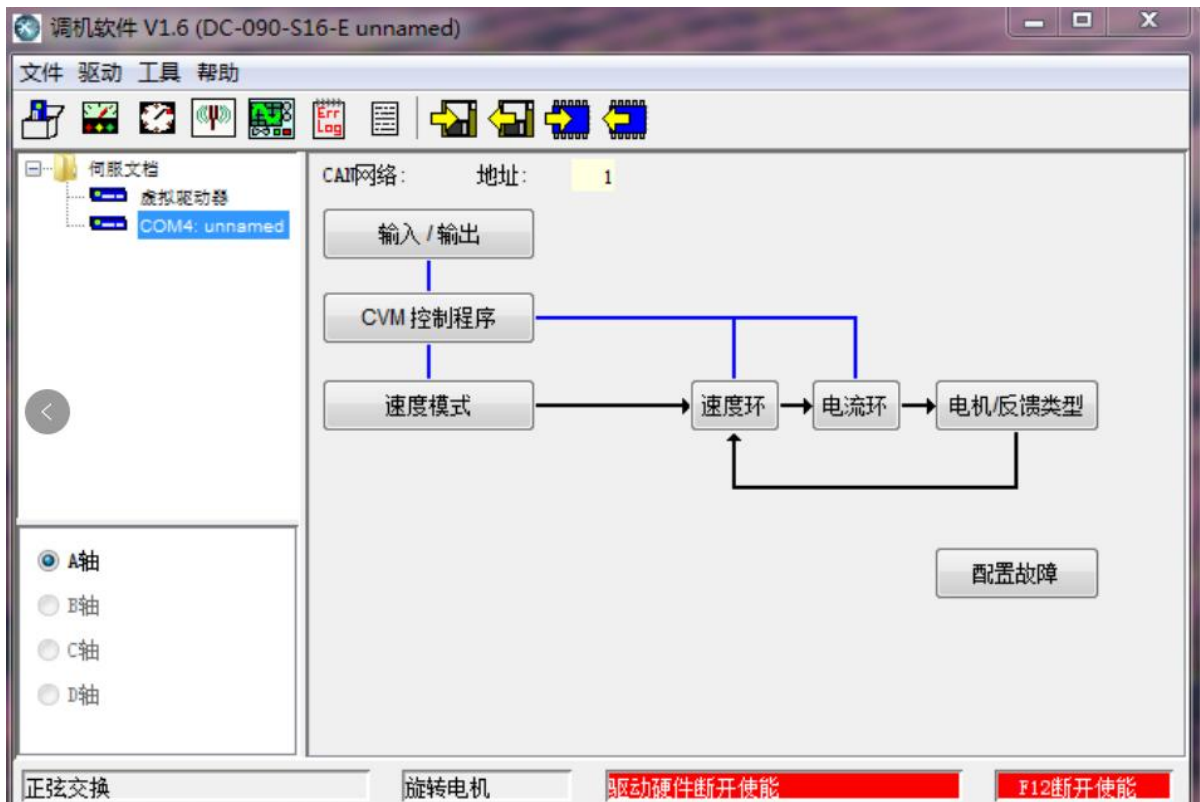 调机软件 V1.6 (DC-090-S16-E unnamed)
文件 驱动 工具 帮助
Err
Log
伺服文档
虚拟驱动器
COM4: unnamed
CAN网络: 地址: 1
输入 / 输出
CVM 控制程序
速度模式
速度环
电流环
电机/反馈类型
配置故障
A轴
B轴
C轴
D轴
正弦交换
旋转电机
驱动硬件断开使能
F12断开使能